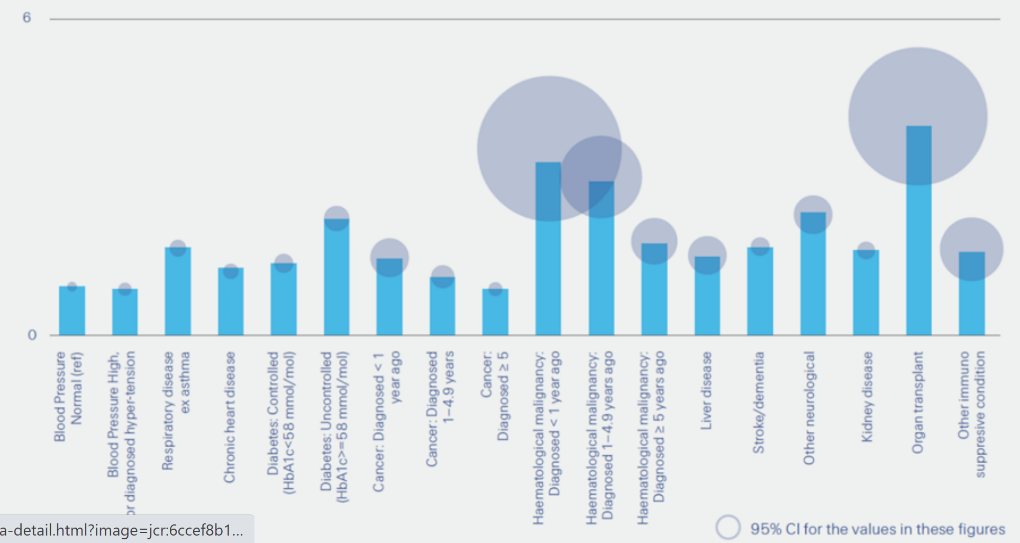 6
0
Blood Pressure
Normal (ref)
Blood Pressure High,
or diagnosed hyper-tension
Respiratory disease
ex asthma
Chronic heart disease
Diabetes: Controlled
(HbA1c<58 mmol/mol)
Diabetes: Uncontrolled
(HbA1c>=58 mmol/mol)
Cancer: Diagnosed < 1
year ago
Cancer: Diagnosed
1–4.9 years
Cancer:
Diagnosed ≥ 5
Haematological malignancy:
Diagnosed < 1 year ago
Haematological malignancy:
Diagnosed 1–4.9 years ago
Haematological malignancy:
Diagnosed ≥ 5 years ago
Liver disease
Stroke/dementia
Other neurological
Kidney disease
Organ transplant
Other immuno
suppresive condition
a-detail.html?image=jcr:6ccef8b1...
95% CI for the values in these figures